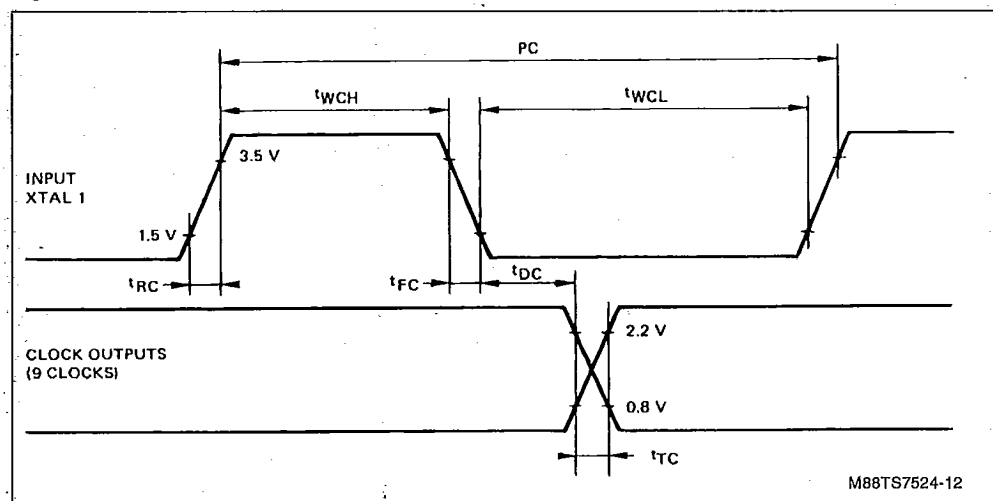 PC
tWCH
tWCL
3.5 V
INPUT
XTAL 1
1.5 V
tRC
tFC
tDC
2.2 V
CLOCK OUTPUTS
(9 CLOCKS)
0.8 V
tTC
M88TS7524-12